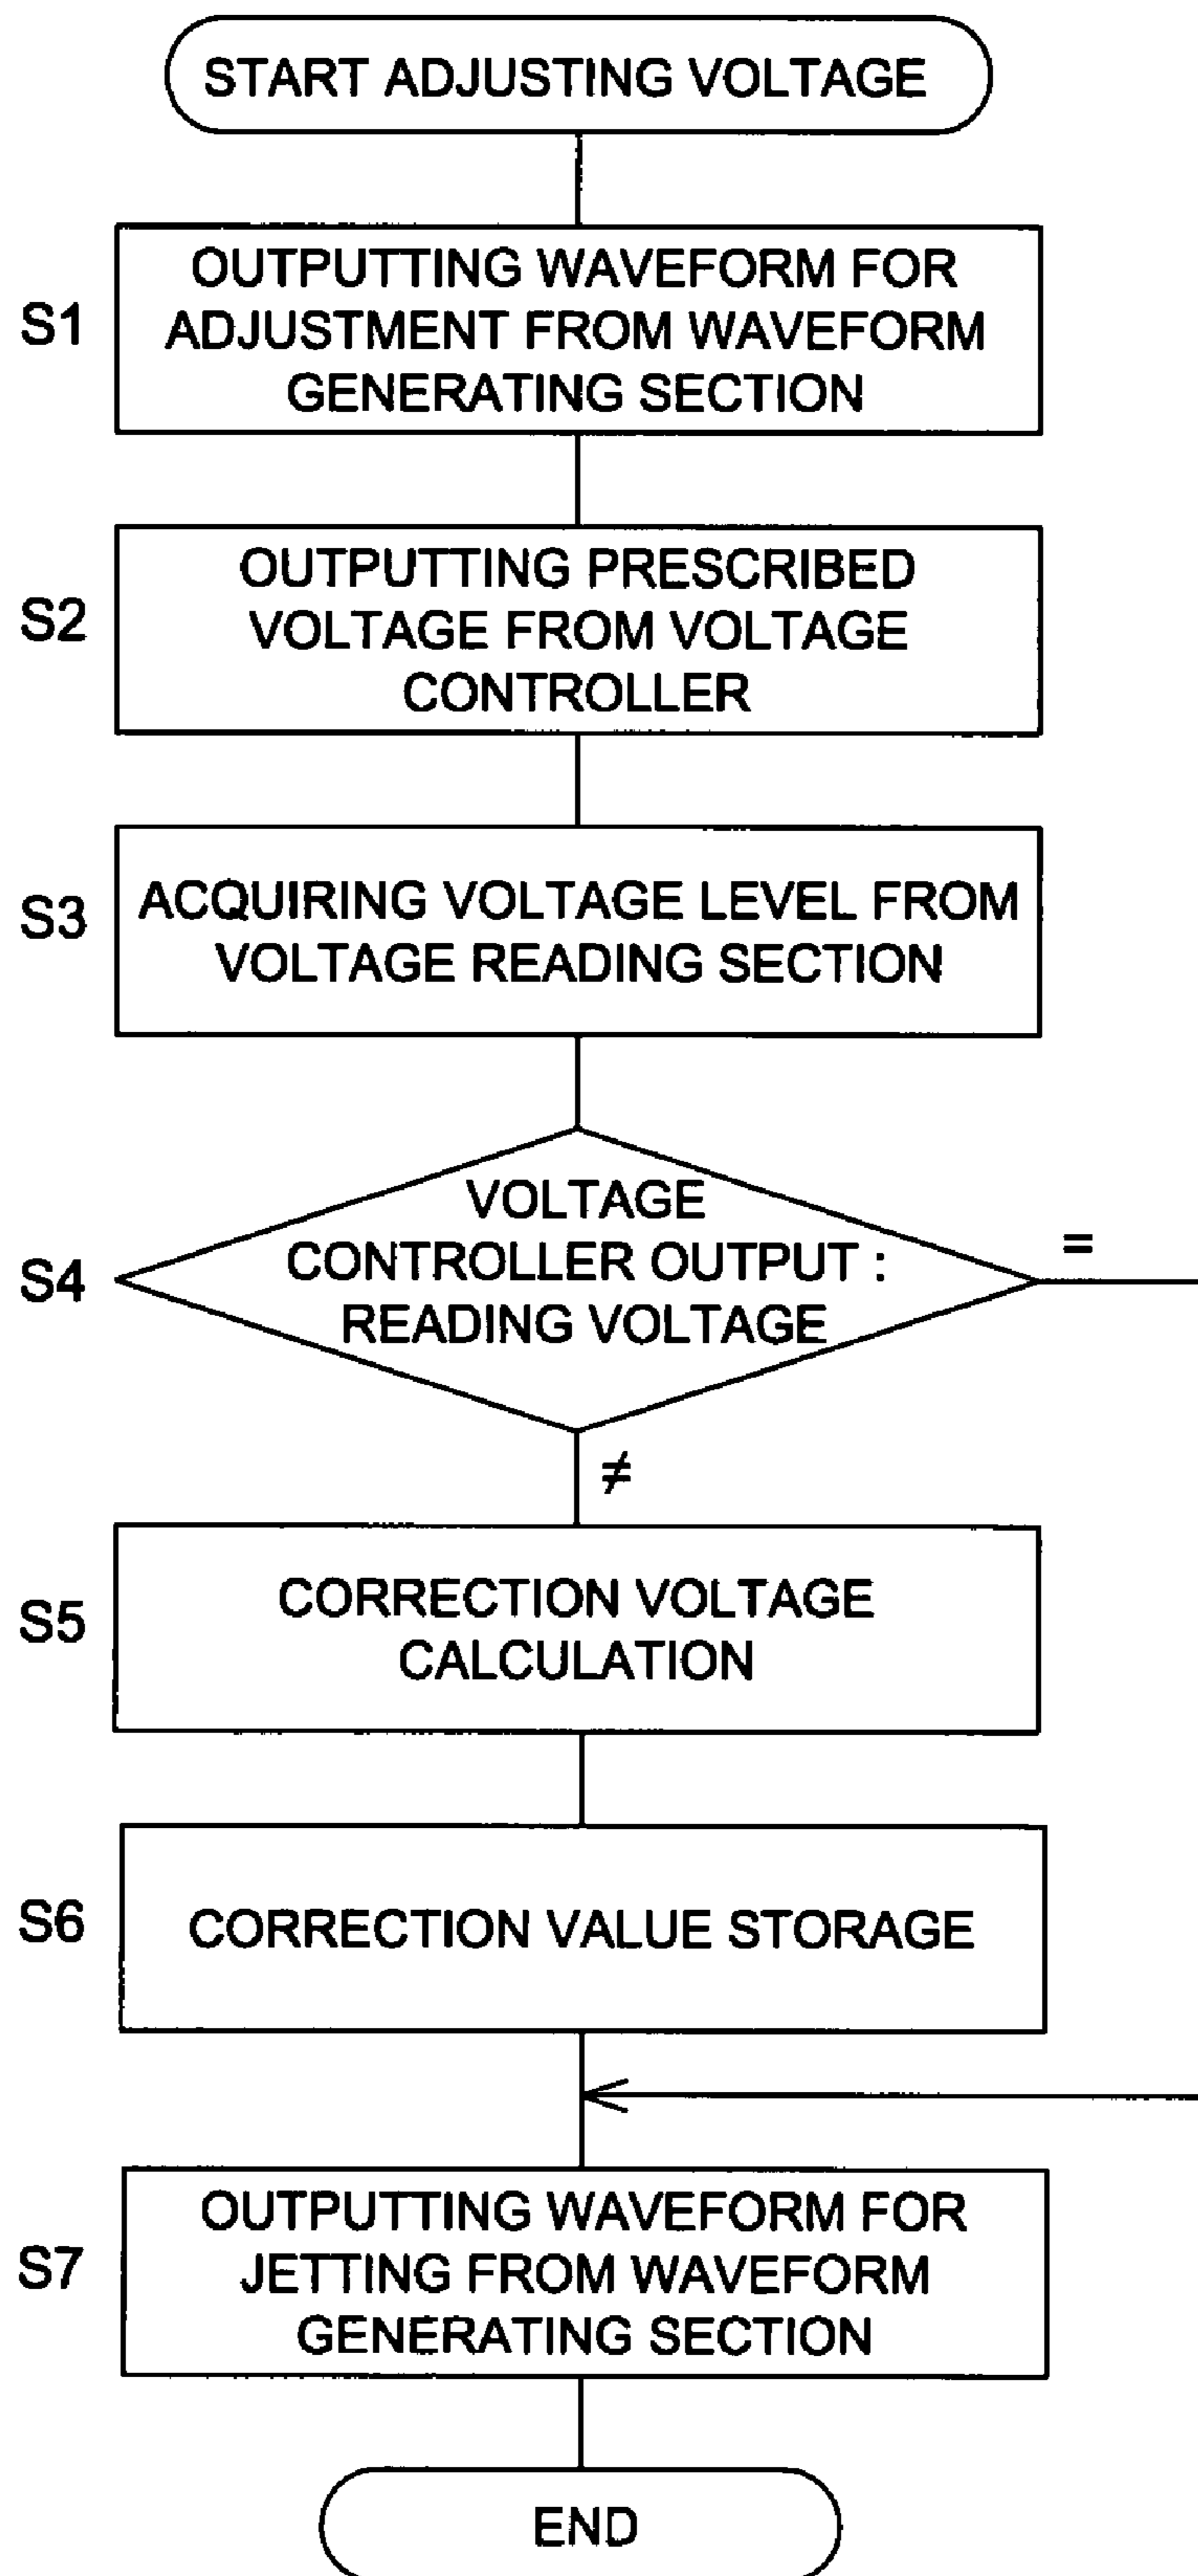 START ADJUSTING VOLTAGE
S1
OUTPUTTING WAVEFORM FOR
ADJUSTMENT FROM WAVEFORM
GENERATING SECTION
S2
OUTPUTTING PRESCRIBED
VOLTAGE FROM VOLTAGE
CONTROLLER
S3
ACQUIRING VOLTAGE LEVEL FROM
VOLTAGE READING SECTION
S4
VOLTAGE
CONTROLLER OUTPUT :
READING VOLTAGE
=
≠
S5
CORRECTION VOLTAGE
CALCULATION
S6
CORRECTION VALUE STORAGE
S7
OUTPUTTING WAVEFORM FOR
JETTING FROM WAVEFORM
GENERATING SECTION
END